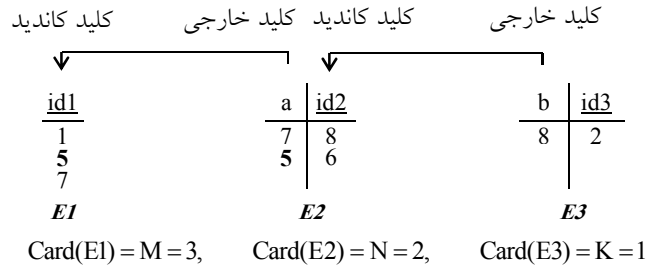 کلید کاندید کلید خارجی کلید کاندید کلید خارجی
id1 a id2 b id3
1 7 8 8 2
5 5 6
7
E1 E2 E3
Card(E1) = M = 3, Card(E2) = N = 2, Card(E3) = K = 1